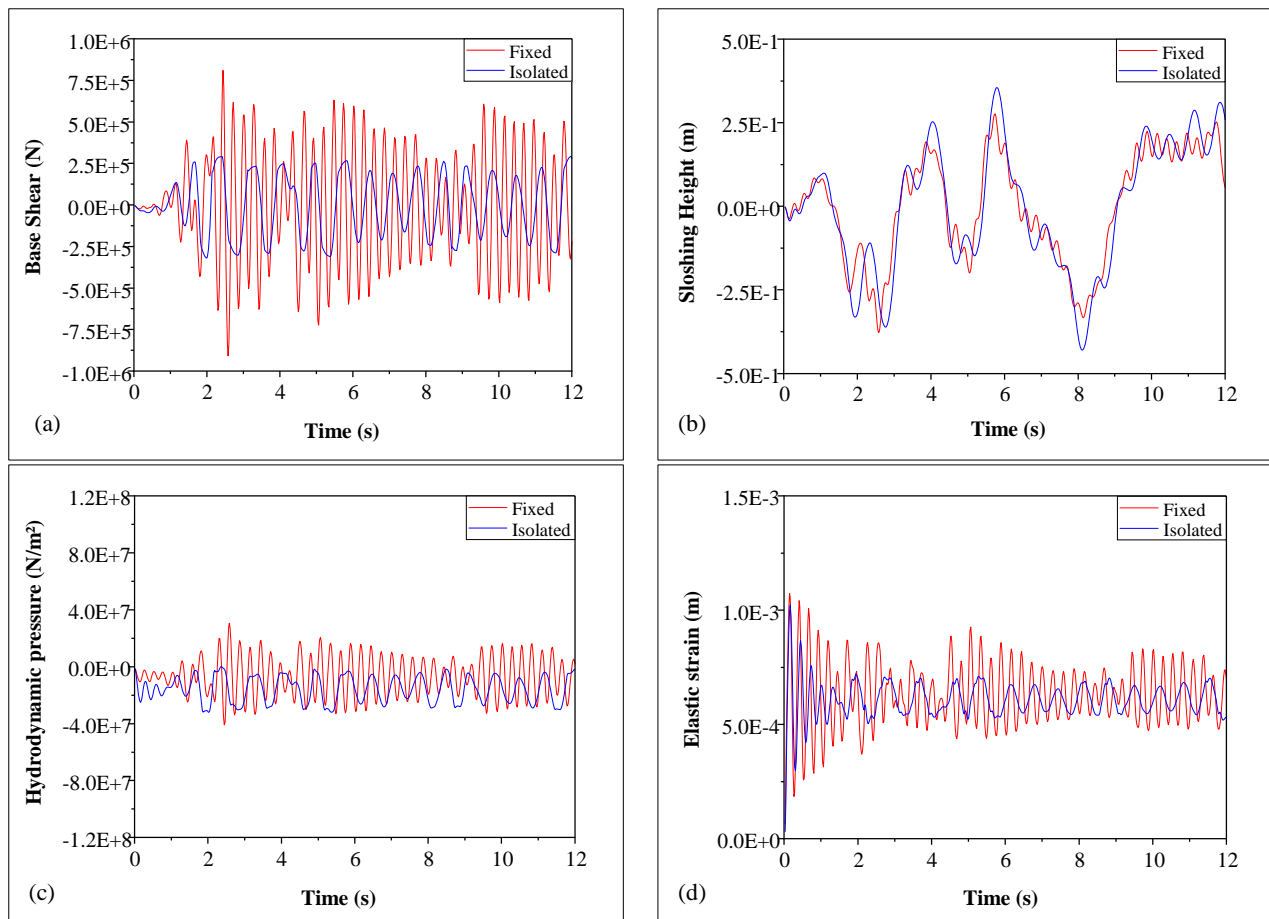 1.0E+6
7.5E+5
5.0E+5
2.5E+5
0.0E+0
-2.5E+5
-5.0E+5
-7.5E+5
-1.0E+6
Base Shear (N)
Fixed
Isolated
0 2 4 6 8 10 12
Time (s)
(a)
5.0E-1
2.5E-1
0.0E+0
-2.5E-1
-5.0E-1
Sloshing Height (m)
Fixed
Isolated
0 2 4 6 8 10 12
Time (s)
(b)
1.2E+8
8.0E+7
4.0E+7
0.0E+0
-4.0E+7
-8.0E+7
-1.2E+8
Hydrodynamic pressure (N/m²)
Fixed
Isolated
0 2 4 6 8 10 12
Time (s)
(c)
1.5E-3
1.0E-3
5.0E-4
0.0E+0
Elastic strain (m)
Fixed
Isolated
0 2 4 6 8 10 12
Time (s)
(d)